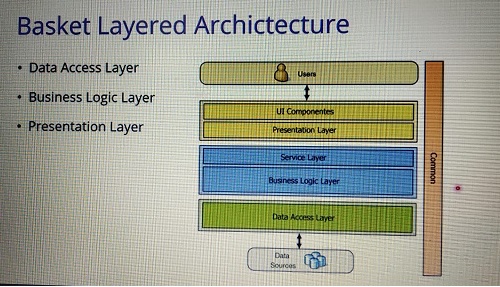 Basket Layered Archictecture
• Data Access Layer
• Business Logic Layer
• Presentation Layer
Users
UI Componentes
Presentation Layer
Service Layer
Business Logic Layer
Data Access Layer
Data
Sources
Common